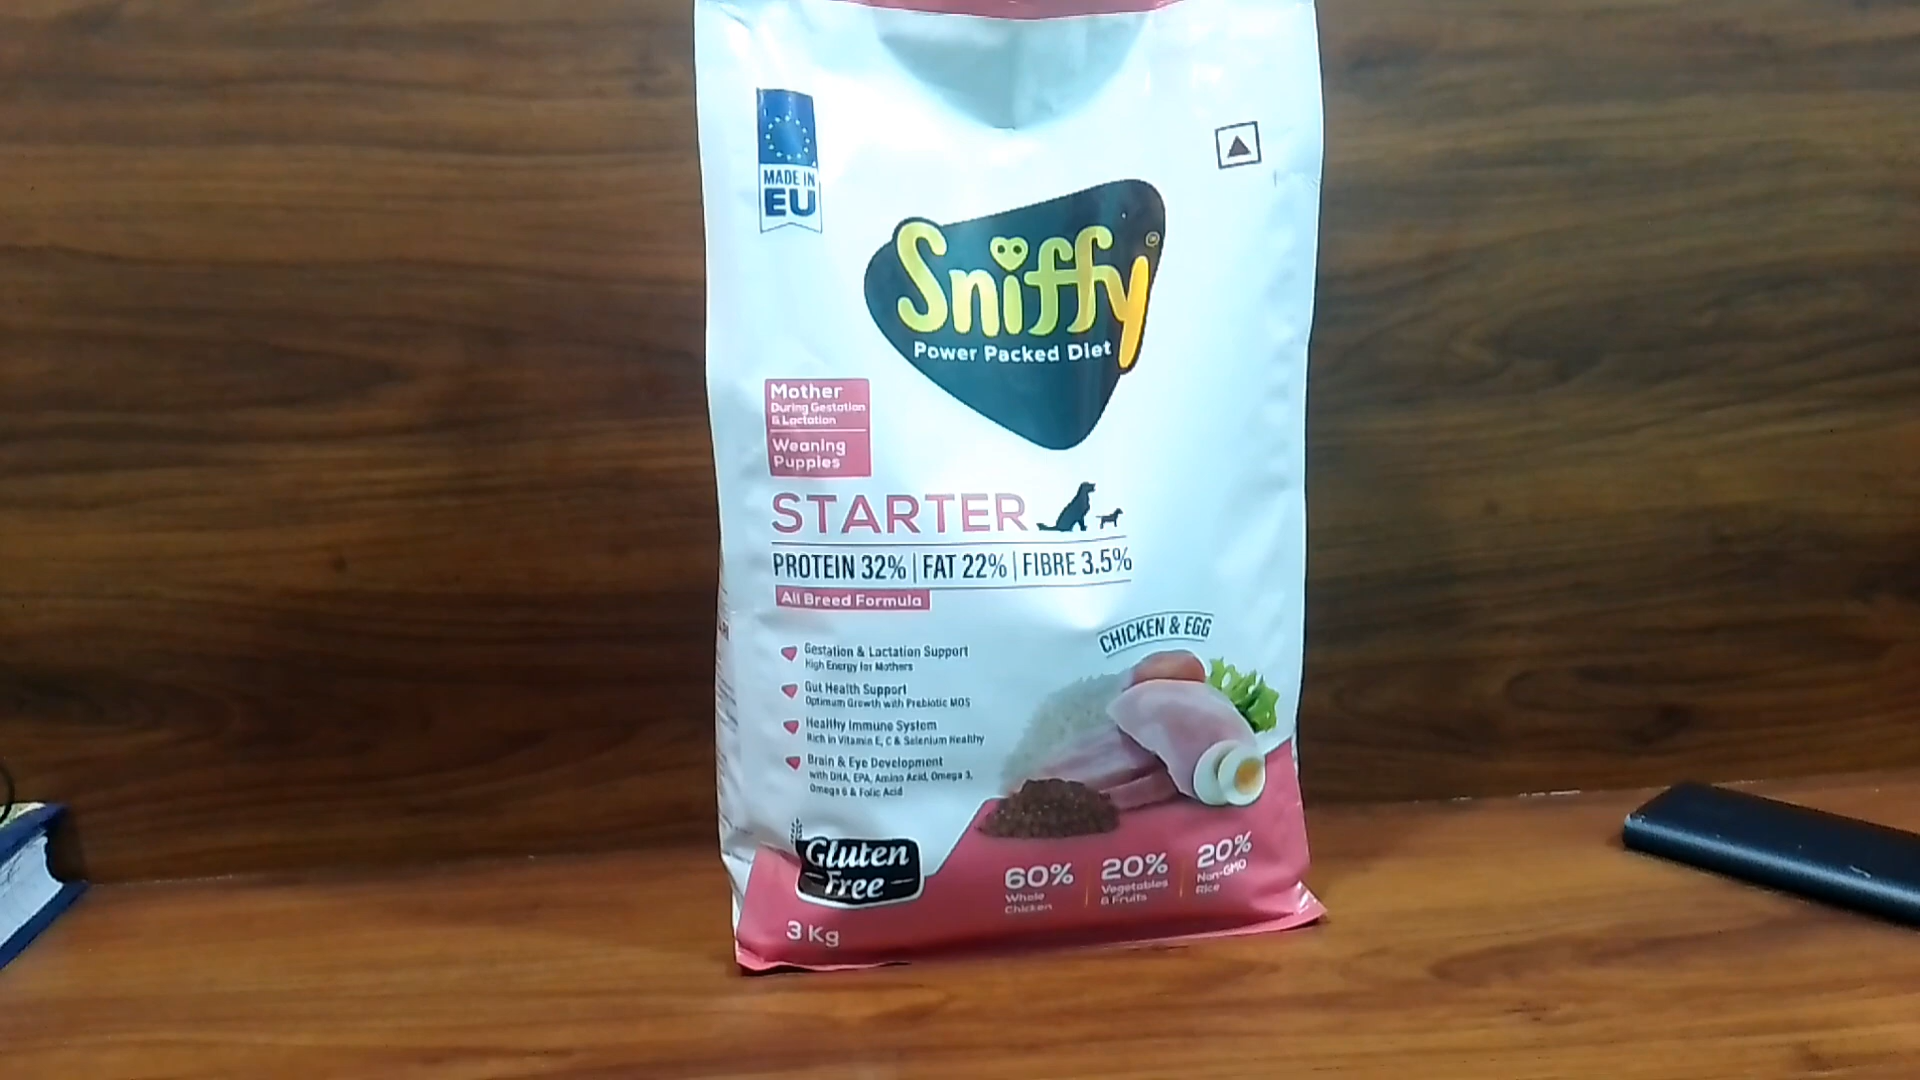 MADE IN
EU
Sniffy
Power Packed Diet
Mother
During Gestation
& Lactation
Weaning
Puppies
STARTER
PROTEIN 32% | FAT 22% | FIBRE 3.5%
All Breed Formula
CHICKEN & EGG
Gestation & Lactation Support
High Energy for Mothers
Gut Health Support
Optimum Growth with Prebiotic MOS
Healthy Immune System
Rich in Vitamin E, C & Selenium Healthy
Brain & Eye Development
with DHA, EPA, Amino Acid, Omega 3,
Omega 6 & Folic Acid
Gluten
Free
60%
Whole
Chicken
20%
Vegetables
& Fruits
20%
Non-GMO
Rice
3 Kg